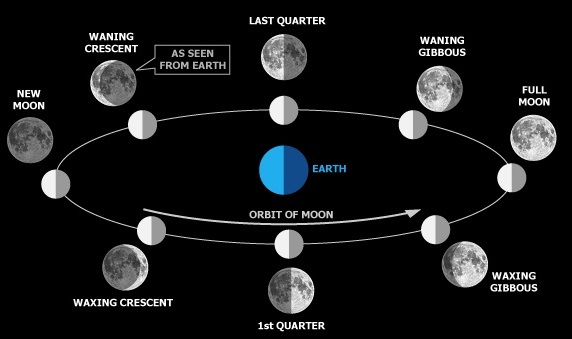 LAST QUARTER
WANING
CRESCENT
AS SEEN
FROM EARTH
WANING
GIBBOUS
NEW
MOON
FULL
MOON
EARTH
ORBIT OF MOON
WAXING CRESCENT
WAXING
GIBBOUS
1st QUARTER